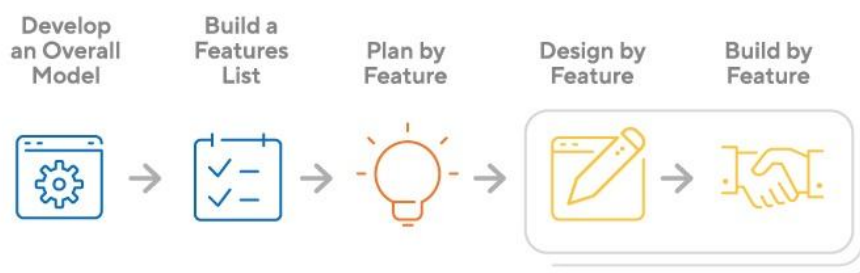 Develop
an Overall
Model
Build a
Features
List
Plan by
Feature
Design by
Feature
Build by
Feature